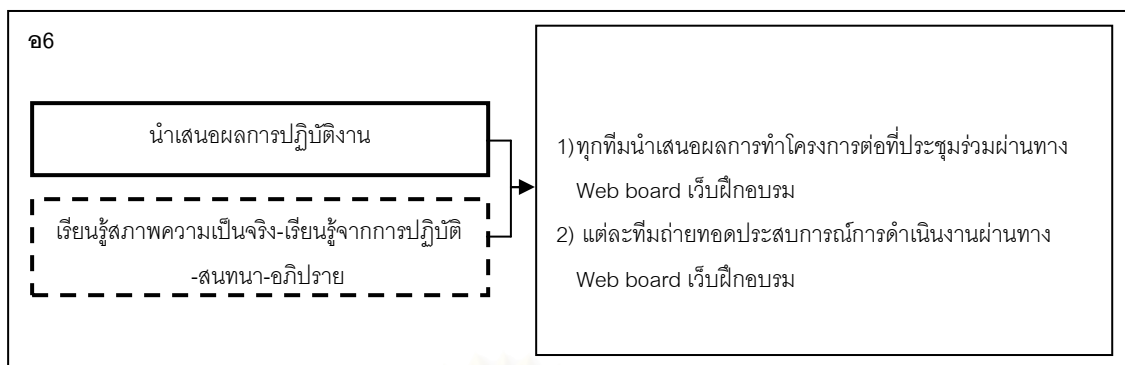 อ6
นำเสนอผลการปฏิบัติงาน
เรียนรู้สภาพความเป็นจริง-เรียนรู้จากการปฏิบัติ
-สนทนา-อภิปราย
1)ทุกทีมนำเสนอผลการทำโครงการต่อที่ประชุมร่วมผ่านทาง
Web board เว็บฝึกอบรม
2) แต่ละทีมถ่ายทอดประสบการณ์การดำเนินงานผ่านทาง
Web board เว็บฝึกอบรม